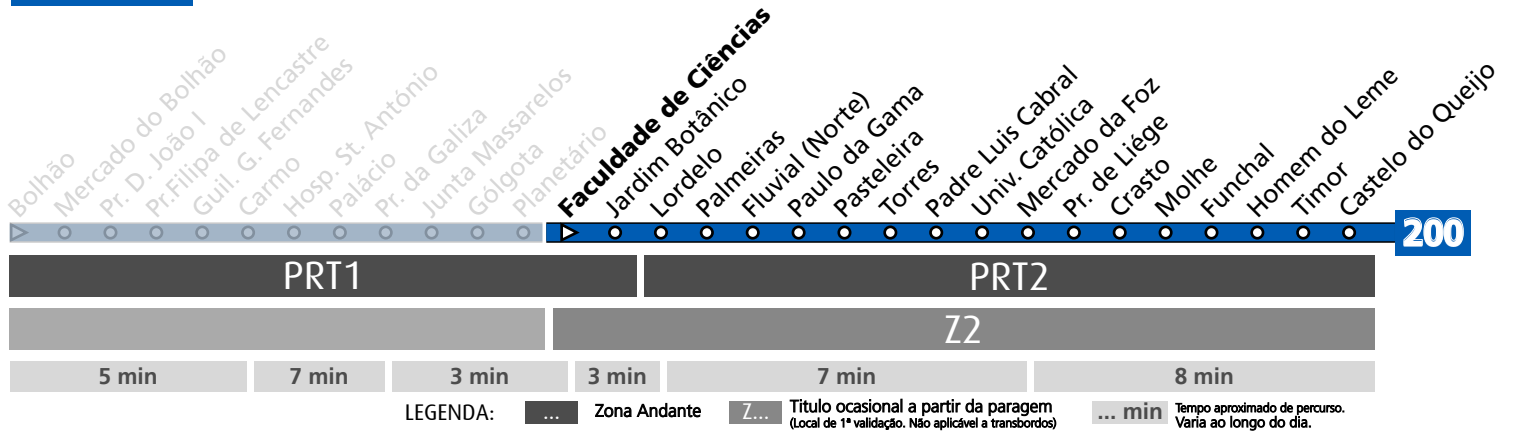 Bolhão
Mercado do Bolhão
Pr. D. João I
Pr.Filipa de Lencastre
Guil. G. Fernandes
Carmo
Hosp. St. António
Palácio
Pr. da Galiza
Junta Massarelos
Gólgota
Planetário
Faculdade de Ciências
Jardim Botânico
Lordelo
Palmeiras
Fluvial (Norte)
Paulo da Gama
Pasteleira
Torres
Padre Luis Cabral
Univ. Católica
Mercado da Foz
Pr. de Liége
Crasto
Molhe
Funchal
Homem do Leme
Timor
Castelo do Queijo
200
PRT1 PRT2
Z2
5 min 7 min 3 min 3 min 7 min 8 min
LEGENDA: ... Zona Andante Z... Titulo ocasional a partir da paragem
(Local de 1ª validação. Não aplicável a transbordos)
... min Tempo aproximado de percurso.
Varia ao longo do dia.